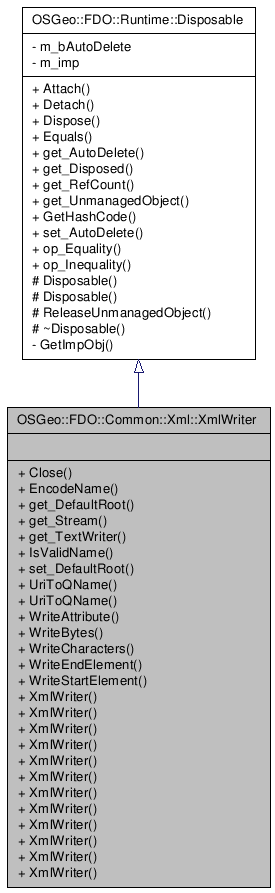 OSGeo::FDO::Runtime::Disposable
- m_bAutoDelete
- m_imp
+ Attach()
+ Detach()
+ Dispose()
+ Equals()
+ get_AutoDelete()
+ get_Disposed()
+ get_RefCount()
+ get_UnmanagedObject()
+ GetHashCode()
+ set_AutoDelete()
+ op_Equality()
+ op_Inequality()
# Disposable()
# Disposable()
# ReleaseUnmanagedObject()
# ~Disposable()
- GetImpObj()
OSGeo::FDO::Common::Xml::XmlWriter
+ Close()
+ EncodeName()
+ get_DefaultRoot()
+ get_Stream()
+ get_TextWriter()
+ IsValidName()
+ set_DefaultRoot()
+ UriToQName()
+ UriToQName()
+ WriteAttribute()
+ WriteBytes()
+ WriteCharacters()
+ WriteEndElement()
+ WriteStartElement()
+ XmlWriter()
+ XmlWriter()
+ XmlWriter()
+ XmlWriter()
+ XmlWriter()
+ XmlWriter()
+ XmlWriter()
+ XmlWriter()
+ XmlWriter()
+ XmlWriter()
+ XmlWriter()
+ XmlWriter()